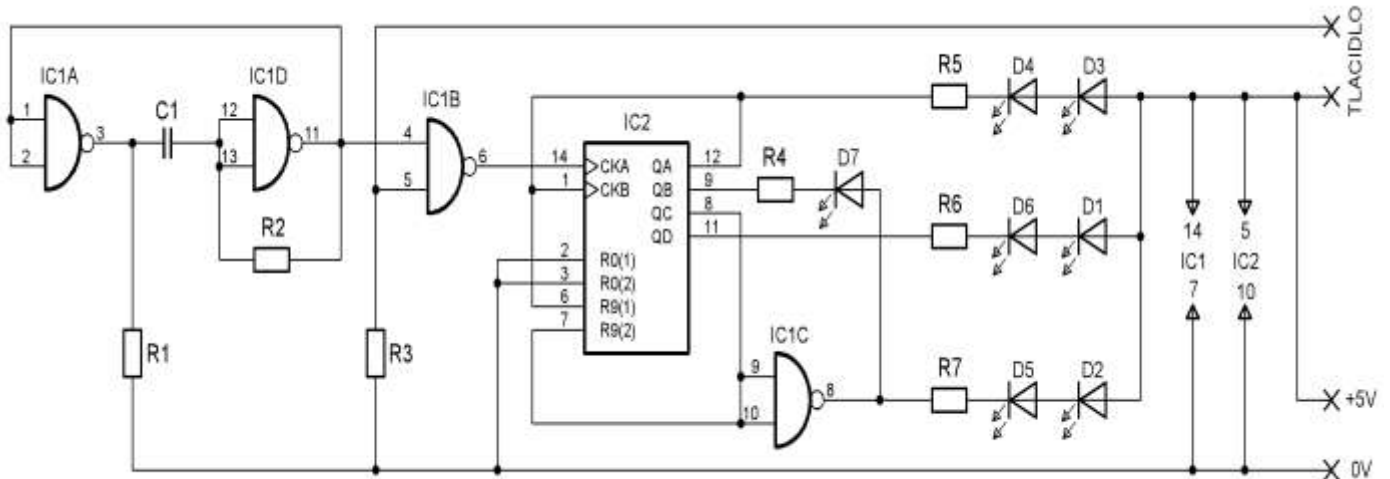 TLACIDLO
IC1A
1
2
3
C1
IC1D
12
13
11
R2
R1
IC1B
4
5
6
R3
IC2
14 CKA QA 12
1 CKB QB 9
QC 8
QD 11
2 R0(1)
3 R0(2)
6 R9(1)
7 R9(2)
R4 D7
IC1C
9
10
8
R5 D4 D3
R6 D6 D1
R7 D5 D2
14
IC1
7
5
IC2
10
+5V
0V